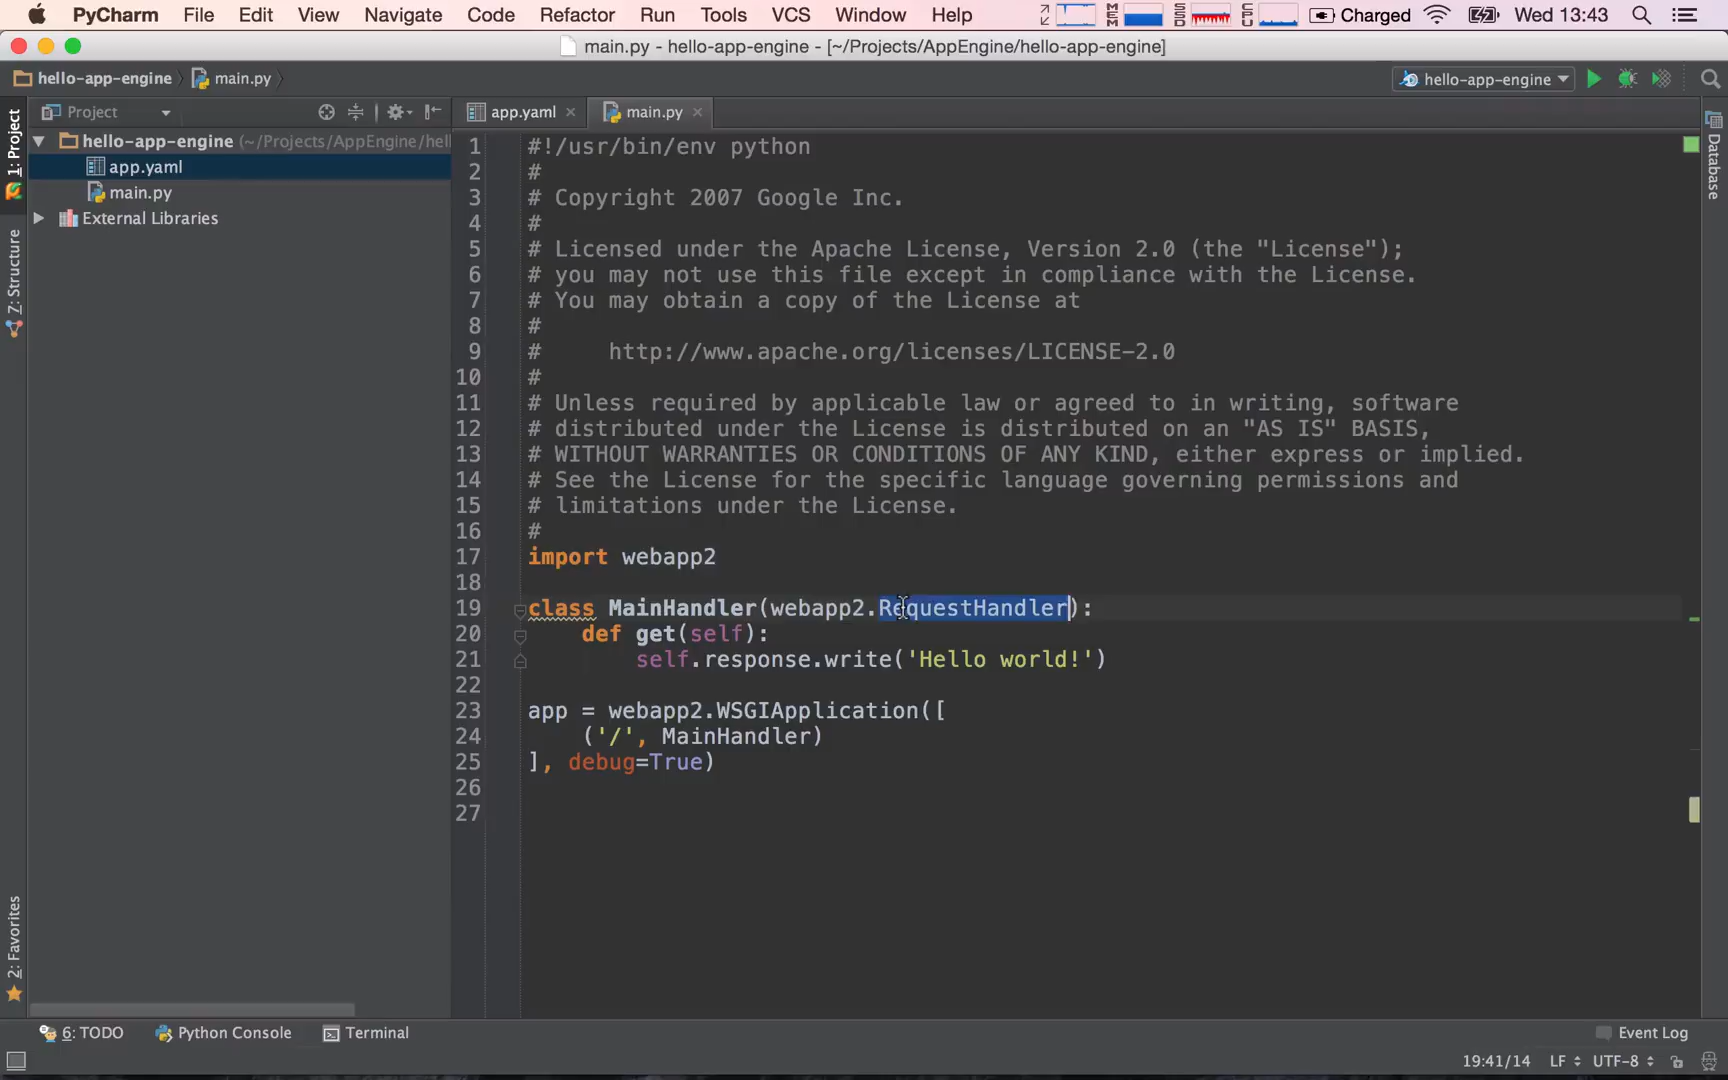 PyCharm File Edit View Navigate Code Refactor Run Tools VCS Window Help MEM SSD CPU Charged Wed 13:43
main.py - hello-app-engine - [~/Projects/AppEngine/hello-app-engine]
hello-app-engine main.py hello-app-engine
Project app.yaml main.py
1: Project
Z: Structure
2: Favorites
Database
hello-app-engine (~/Projects/AppEngine/hel
app.yaml
main.py
External Libraries
1 #!/usr/bin/env python
2 #
3 # Copyright 2007 Google Inc.
4 #
5 # Licensed under the Apache License, Version 2.0 (the "License");
6 # you may not use this file except in compliance with the License.
7 # You may obtain a copy of the License at
8 #
9 #     http://www.apache.org/licenses/LICENSE-2.0
10 #
11 # Unless required by applicable law or agreed to in writing, software
12 # distributed under the License is distributed on an "AS IS" BASIS,
13 # WITHOUT WARRANTIES OR CONDITIONS OF ANY KIND, either express or implied.
14 # See the License for the specific language governing permissions and
15 # limitations under the License.
16 #
17 import webapp2
18
19 class MainHandler(webapp2.RequestHandler):
20     def get(self):
21         self.response.write('Hello world!')
22
23 app = webapp2.WSGIApplication([
24     ('/', MainHandler)
25 ], debug=True)
26
27
6: TODO Python Console Terminal Event Log
19:41/14 LF UTF-8